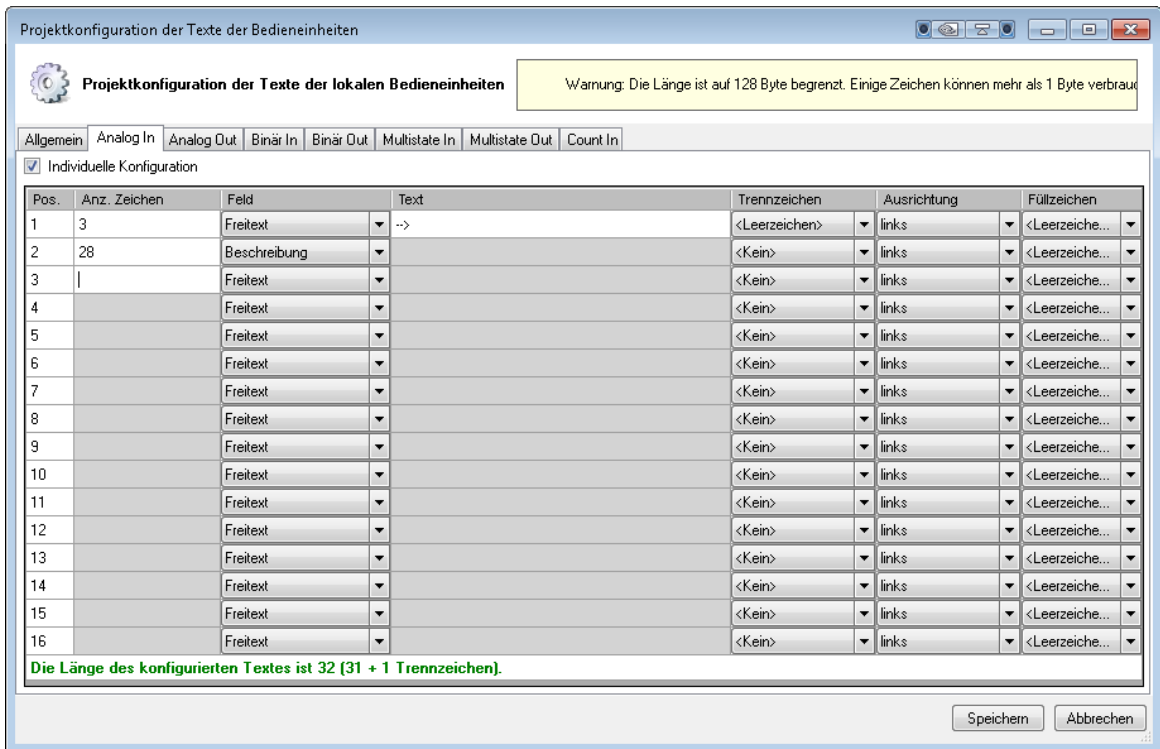 Projektkonfiguration der Texte der Bedieneinheiten
Projektkonfiguration der Texte der lokalen Bedieneinheiten
Warnung: Die Länge ist auf 128 Byte begrenzt. Einige Zeichen können mehr als 1 Byte verbrauc
Allgemein Analog In Analog Out Binär In Binär Out Multistate In Multistate Out Count In
Individuelle Konfiguration
Pos. Anz. Zeichen Feld Text Trennzeichen Ausrichtung Füllzeichen
1 3 Freitext --> <Leerzeichen> links <Leerzeiche...
2 28 Beschreibung <Kein> links <Leerzeiche...
3 Freitext <Kein> links <Leerzeiche...
4 Freitext <Kein> links <Leerzeiche...
5 Freitext <Kein> links <Leerzeiche...
6 Freitext <Kein> links <Leerzeiche...
7 Freitext <Kein> links <Leerzeiche...
8 Freitext <Kein> links <Leerzeiche...
9 Freitext <Kein> links <Leerzeiche...
10 Freitext <Kein> links <Leerzeiche...
11 Freitext <Kein> links <Leerzeiche...
12 Freitext <Kein> links <Leerzeiche...
13 Freitext <Kein> links <Leerzeiche...
14 Freitext <Kein> links <Leerzeiche...
15 Freitext <Kein> links <Leerzeiche...
16 Freitext <Kein> links <Leerzeiche...
Die Länge des konfigurierten Textes ist 32 (31 + 1 Trennzeichen).
Speichern Abbrechen